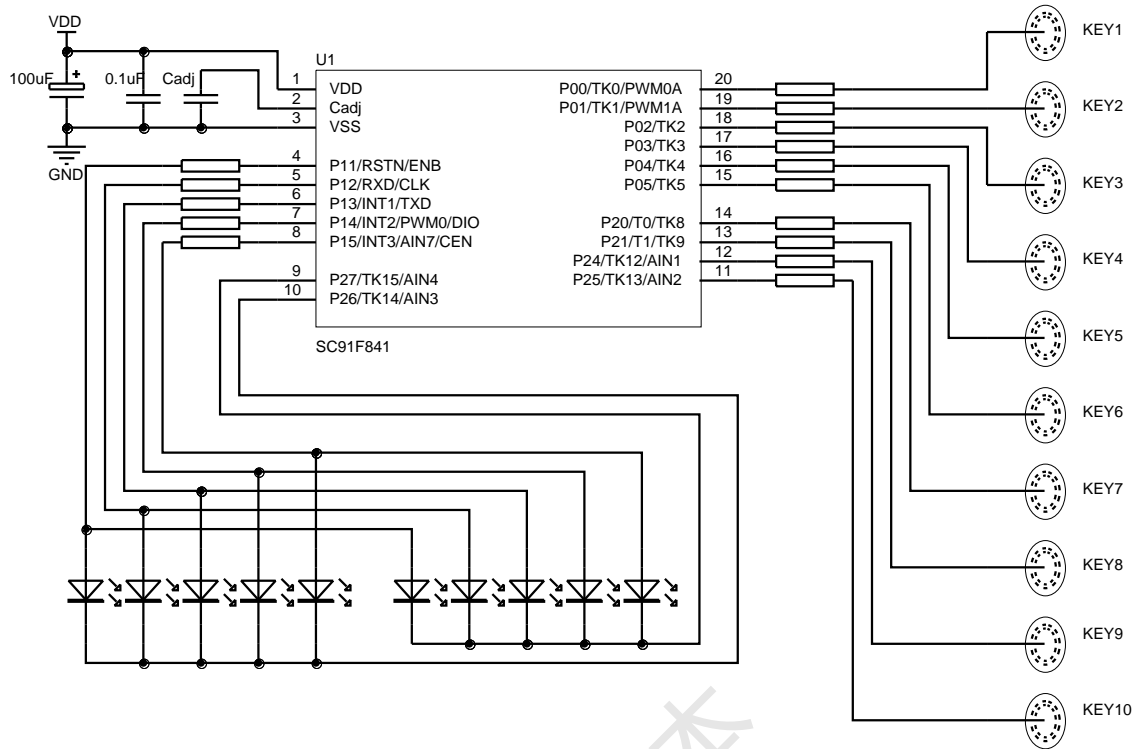 VDD
100uF
+
0.1uF
Cadj
GND
U1
1
VDD
2
Cadj
3
VSS
4
P11/RSTN/ENB
5
P12/RXD/CLK
6
P13/INT1/TXD
7
P14/INT2/PWM0/DIO
8
P15/INT3/AIN7/CEN
9
P27/TK15/AIN4
10
P26/TK14/AIN3
P00/TK0/PWM0A
20
P01/TK1/PWM1A
19
P02/TK2
18
P03/TK3
17
P04/TK4
16
P05/TK5
15
P20/T0/TK8
14
P21/T1/TK9
13
P24/TK12/AIN1
12
P25/TK13/AIN2
11
SC91F841
KEY1
KEY2
KEY3
KEY4
KEY5
KEY6
KEY7
KEY8
KEY9
KEY10